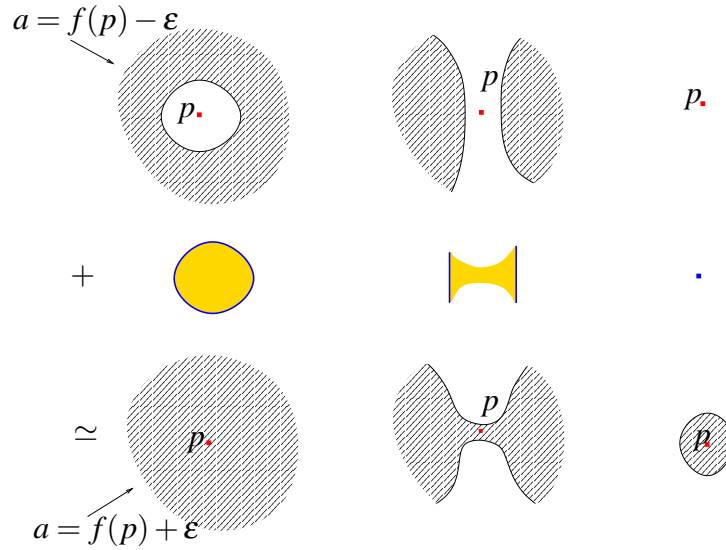 a = f(p) − ε
p
p
p
+
≃
p
p
p
a = f(p) + ε